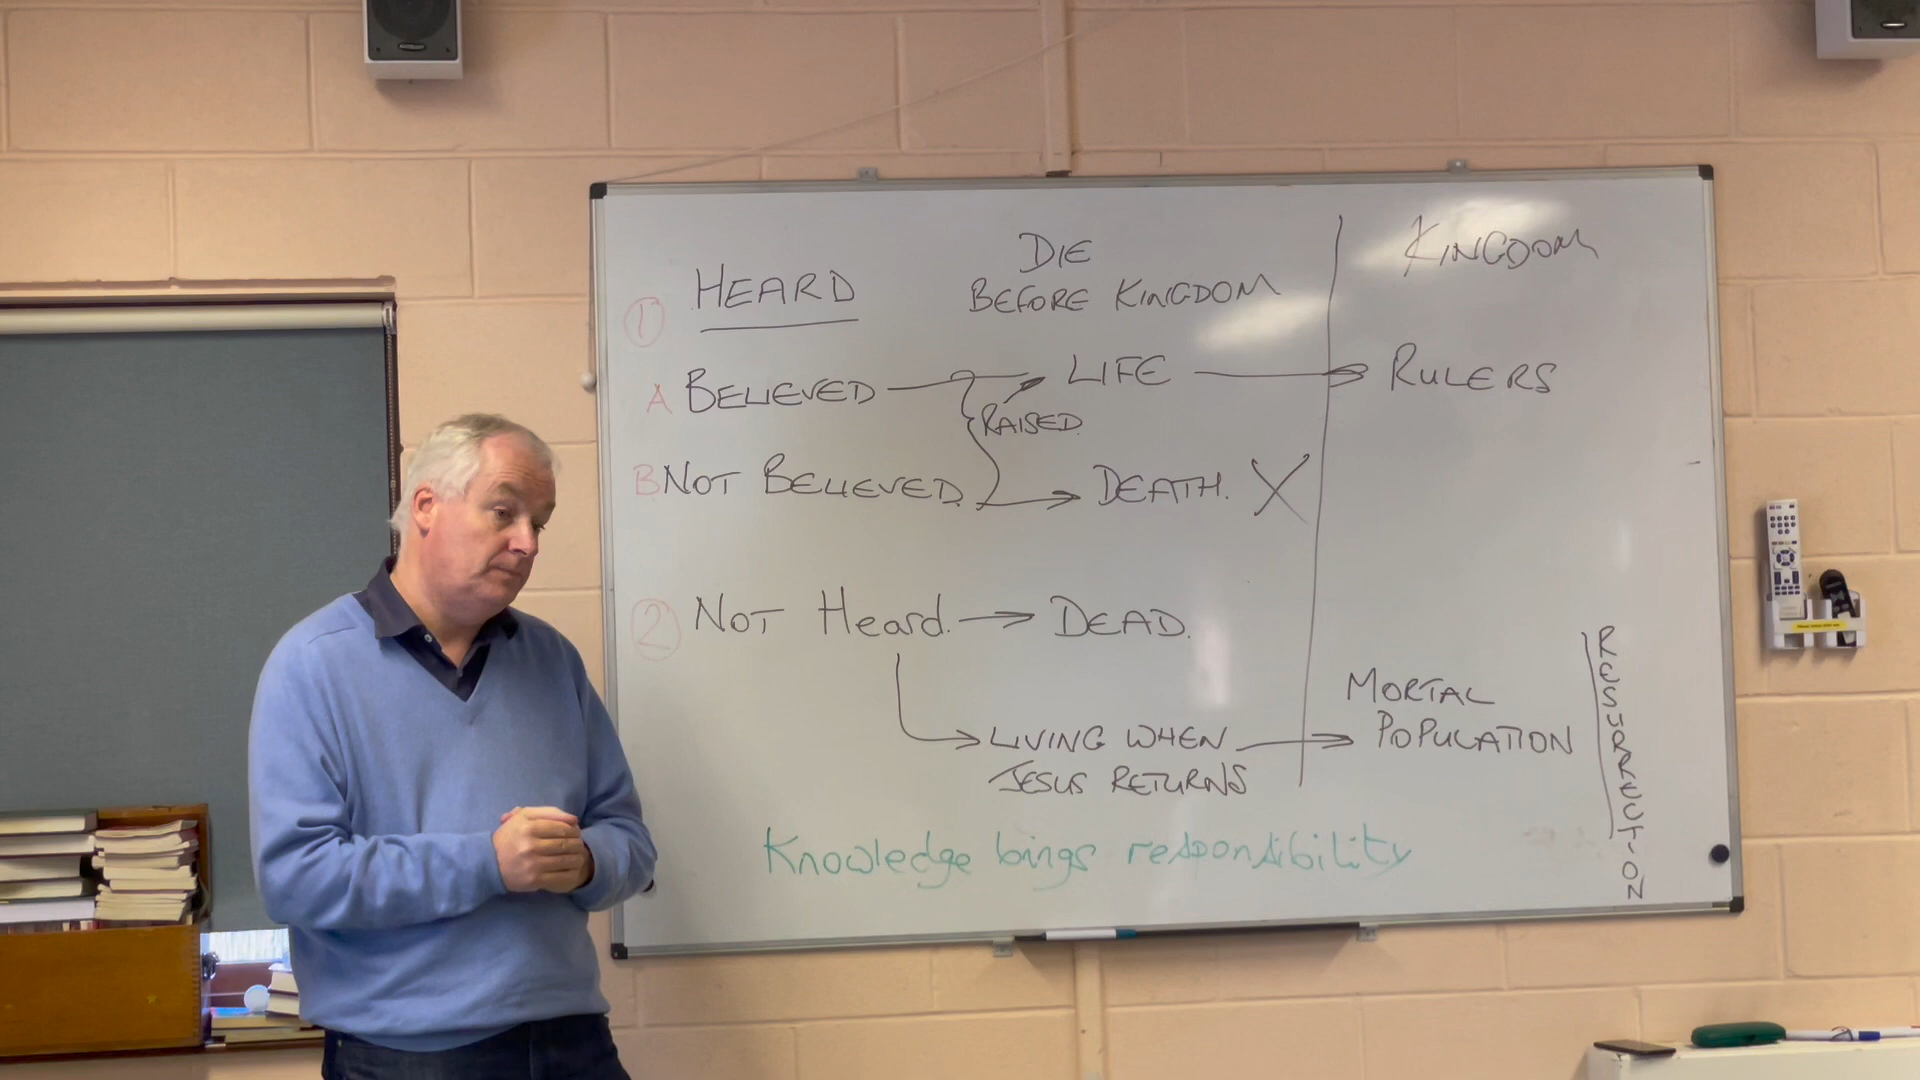 DIE
KINGDOM
① HEARD
BEFORE KINGDOM
A BELIEVED LIFE RULERS
RAISED
B NOT BELIEVED. DEATH. X
② NOT Heard. DEAD.
MORTAL
LIVING WHEN POPULATION
JESUS RETURNS
RESURRECTION
Knowledge bings responsibility